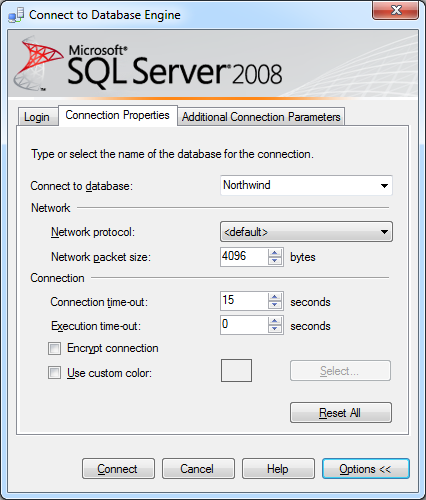 Connect to Database Engine
Microsoft®
SQL Server® 2008
Login Connection Properties Additional Connection Parameters
Type or select the name of the database for the connection.
Connect to database: Northwind
Network
Network protocol: <default>
Network packet size: 4096 bytes
Connection
Connection time-out: 15 seconds
Execution time-out: 0 seconds
Encrypt connection
Use custom color: Select...
Reset All
Connect Cancel Help Options <<